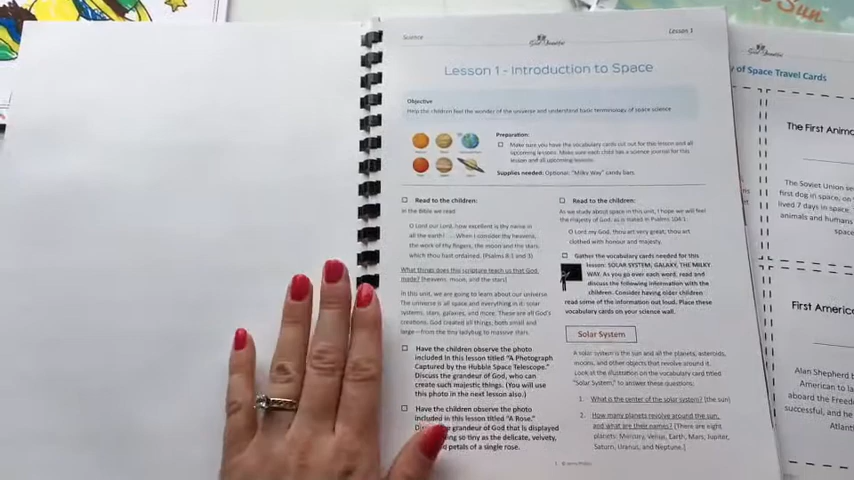 Science
Lesson 1
Lesson 1 - Introduction to Space
Objective
Help the children feel the wonder of the universe and understand basic terminology of space science
Preparation:
Make sure you have the vocabulary cards cut out for this lesson and all
upcoming lessons. Make sure each child has a science journal for this
lesson and all upcoming lessons.
Supplies needed: Optional: "Milky Way" candy bars.
Read to the children:
In the Bible we read:
O Lord our Lord, how excellent is thy name in
all the earth! ... When I consider thy heavens,
the work of thy fingers, the moon and the stars,
which thou hast ordained. (Psalms 8:1 and 3)
What things does this scripture teach us that God
made? (heavens, moon, and the stars)
In this unit, we are going to learn about our universe.
The universe is all space and everything in it: solar
systems, stars, galaxies, and more. These are all God's
creations. God created all things, both small and
large—from the tiny ladybug to massive stars.
Have the children observe the photo
included in this lesson titled "A Photograph
Captured by the Hubble Space Telescope."
Discuss the grandeur of God, who can
create such majestic things. (You will use
this photo in the next lesson also.)
Have the children observe the photo
included in this lesson titled "A Rose."
the grandeur of God that is displayed
so tiny as the delicate, velvety,
petals of a single rose.
Read to the children:
As we study about space in this unit, I hope we will feel
the majesty of God, as is noted in Psalms 104:1:
O Lord my God, thou art very great; thou art
clothed with honour and majesty.
Gather the vocabulary cards needed for this
lesson: SOLAR SYSTEM, GALAXY, THE MILKY
WAY. As you go over each word, read and
discuss the following information with the
children. Consider having older children
read some of the information out loud. Place these
vocabulary cards on your science wall.
Solar System
A solar system is the sun and all the planets, asteroids,
moons, and other objects that revolve around it.
Look at the illustration on the vocabulary card titled
"Solar System," to answer these questions:
1. What is the center of the solar system? (the sun)
2. How many planets revolve around the sun,
and what are their names? [There are eight
planets: Mercury, Venus, Earth, Mars, Jupiter,
Saturn, Uranus, and Neptune.]
Sun
of Space Travel Cards
The First Anima
The Soviet Union se
first dog in space, on
lived 7 days in space
animals and humans
space.
First America
Alan Shepard
American to
aboard the Freedo
successful